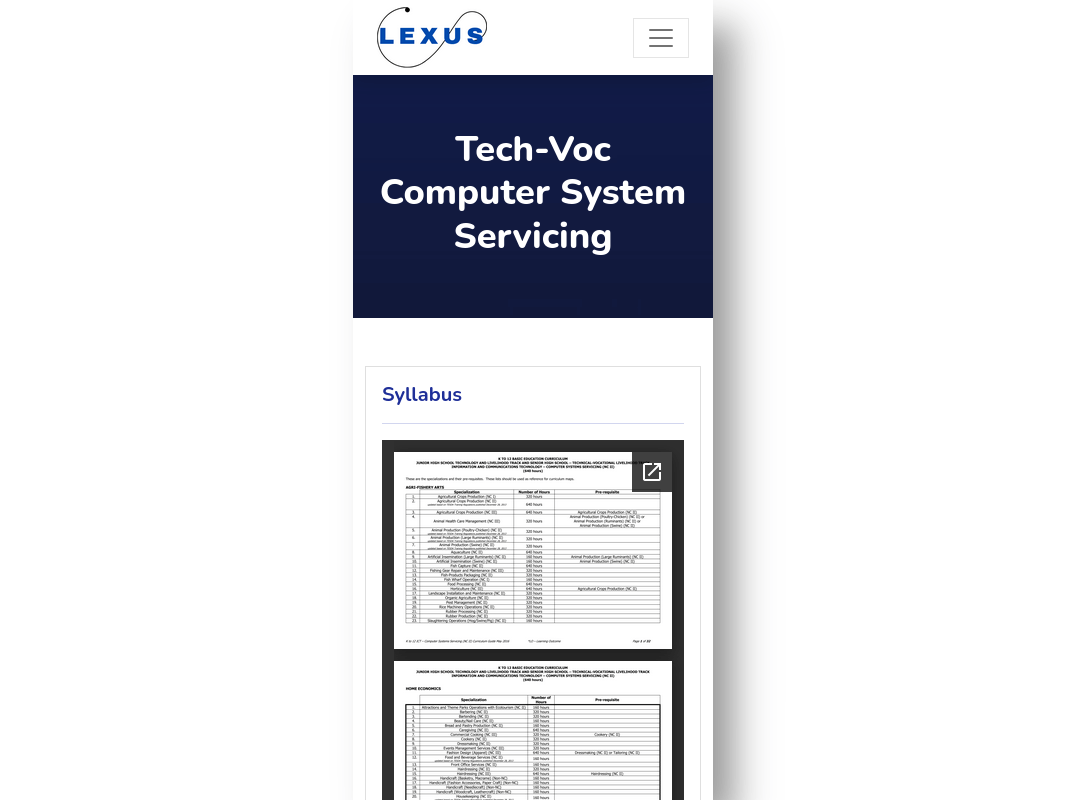 LEXUS
Tech-Voc
Computer System
Servicing
Syllabus
K TO 12 BASIC EDUCATION CURRICULUM
JUNIOR HIGH SCHOOL TECHNOLOGY AND LIVELIHOOD TRACK AND SENIOR HIGH SCHOOL – TECHNICAL-VOCATIONAL LIVELIHOOD
INFORMATION AND COMMUNICATIONS TECHNOLOGY – COMPUTER SYSTEMS SERVICING (NC II)
(640 hours)
These are the specializations and their pre-requisites. These lists should be used as reference for curriculum maps.
AGRI-FISHERY ARTS
Specialization Number of Hours Pre-requisite
1. Agricultural Crops Production (NC I) 320 hours
2. Agricultural Crops Production (NC II) 640 hours
3. Agricultural Crops Production (NC III) 640 hours Agricultural Crops Production (NC II)
4. Animal Health Care Management (NC III) 320 hours Animal Production (Poultry-Chicken) (NC II) or
Animal Production (Ruminants) (NC II) or
Animal Production (Swine) (NC II)
5. Animal Production (Poultry-Chicken) (NC II) 320 hours
6. Animal Production (Large Ruminants) (NC II) 320 hours
7. Animal Production (Swine) (NC II) 320 hours
8. Aquaculture (NC II) 640 hours
9. Artificial Insemination (Large Ruminants) (NC II) 160 hours Animal Production (Large Ruminants) (NC II)
10. Artificial Insemination (Swine) (NC II) 160 hours Animal Production (Swine) (NC II)
11. Fish Capture (NC II) 640 hours
12. Fishing Gear Repair and Maintenance (NC III) 320 hours
13. Fish Products Packaging (NC II) 320 hours
14. Fish Wharf Operation (NC I) 160 hours
15. Food Processing (NC II) 640 hours
16. Horticulture (NC III) 640 hours Agricultural Crops Production (NC II)
17. Landscape Installation and Maintenance (NC II) 320 hours
18. Organic Agriculture (NC II) 320 hours
19. Pest Management (NC II) 320 hours
20. Rice Machinery Operations (NC II) 320 hours
21. Rubber Processing (NC II) 320 hours
22. Rubber Production (NC II) 320 hours
23. Slaughtering Operations (Hog/Swine/Pig) (NC II) 160 hours
K to 12 ICT – Computer Systems Servicing (NC II) Curriculum Guide May 2016 *LO – Learning Outcome
K TO 12 BASIC EDUCATION CURRICULUM
JUNIOR HIGH SCHOOL TECHNOLOGY AND LIVELIHOOD TRACK AND SENIOR HIGH SCHOOL – TECHNICAL-VOCATIONAL LIVELIHOOD TRACK
INFORMATION AND COMMUNICATIONS TECHNOLOGY – COMPUTER SYSTEMS SERVICING (NC II)
(640 hours)
HOME ECONOMICS
Specialization Number of Hours Pre-requisite
1. Attractions and Theme Parks Operations with Ecotourism (NC II) 160 hours
2. Barbering (NC II) 320 hours
3. Bartending (NC II) 320 hours
4. Beauty/Nail Care (NC II) 160 hours
5. Bread and Pastry Production (NC II) 160 hours
6. Caregiving (NC II) 640 hours
7. Commercial Cooking (NC III) 320 hours Cookery (NC II)
8. Cookery (NC II) 320 hours
9. Dressmaking (NC II) 320 hours
10. Events Management Services (NC III) 320 hours
11. Fashion Design (Apparel) (NC III) 640 hours Dressmaking (NC II) or Tailoring (NC II)
12. Food and Beverage Services (NC II) 160 hours
13. Front Office Services (NC II) 160 hours
14. Hairdressing (NC II) 320 hours
15. Hairdressing (NC III) 640 hours Hairdressing (NC II)
16. Handicraft (Basketry, Macrame) (Non-NC) 160 hours
17. Handicraft (Fashion Accessories, Paper Craft) (Non-NC) 160 hours
18. Handicraft (Needlecraft) (Non-NC) 160 hours
19. Handicraft (Woodcraft, Leathercraft) (Non-NC) 160 hours
20. Housekeeping (NC II) 160 hours